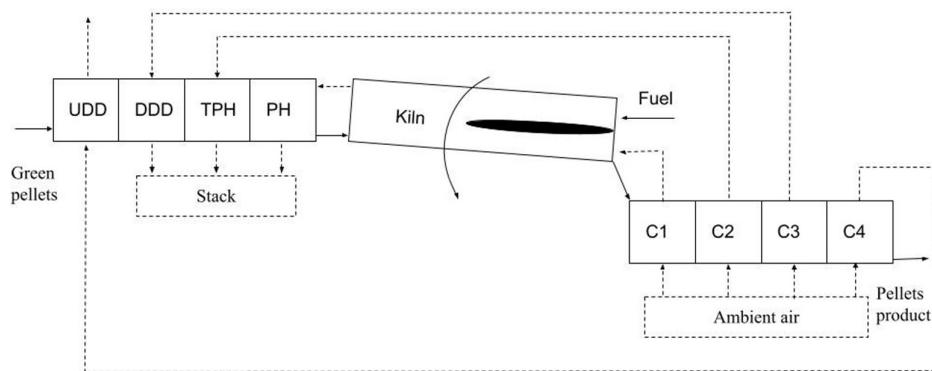 UDD
DDD
TPH
PH
Kiln
Fuel
Green
pellets
Stack
C1
C2
C3
C4
Pellets
product
Ambient air